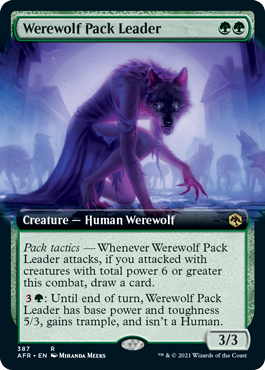 Werewolf Pack Leader
Creature — Human Werewolf
Pack tactics — Whenever Werewolf Pack
Leader attacks, if you attacked with
creatures with total power 6 or greater
this combat, draw a card.
3 : Until end of turn, Werewolf Pack
Leader has base power and toughness
5/3, gains trample, and isn't a Human.
3/3
387 R
AFR • EN Miranda Meeks
™ & © 2021 Wizards of the Coast